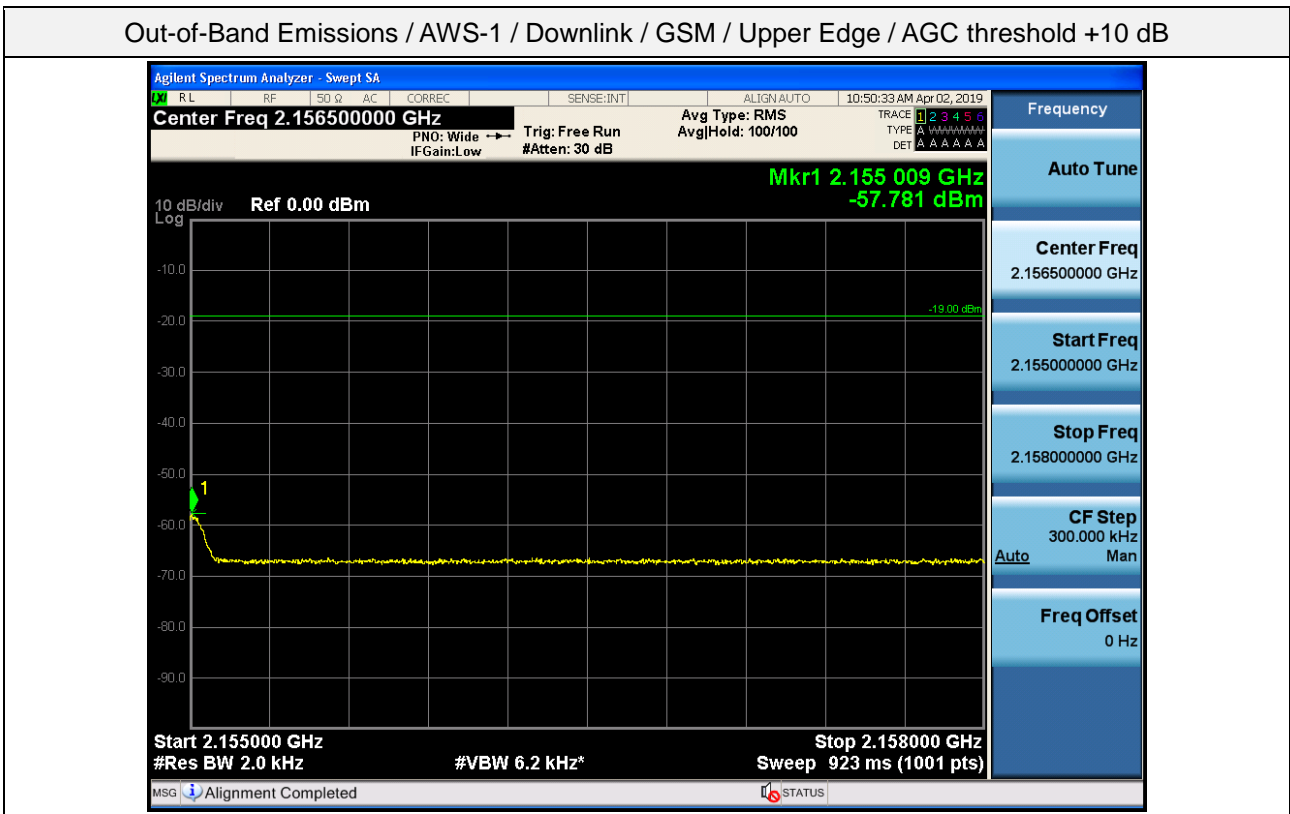 Out-of-Band Emissions / AWS-1 / Downlink / GSM / Upper Edge / AGC threshold +10 dB
Agilent Spectrum Analyzer - Swept SA
LXI RL RF 50 Ω AC CORREC SENSE:INT ALIGN AUTO 10:50:33 AM Apr 02, 2019
Center Freq 2.156500000 GHz
PNO: Wide
IFGain:Low
Trig: Free Run
#Atten: 30 dB
Avg Type: RMS
Avg|Hold: 100/100
TRACE 1 2 3 4 5 6
TYPE A WWWWWW
DET A A A A A A
Mkr1 2.155 009 GHz
-57.781 dBm
10 dB/div Ref 0.00 dBm
Log
-10.0
-19.00 dBm
-20.0
-30.0
-40.0
-50.0
1
-60.0
-70.0
-80.0
-90.0
Start 2.155000 GHz Stop 2.158000 GHz
#Res BW 2.0 kHz #VBW 6.2 kHz* Sweep 923 ms (1001 pts)
MSG Alignment Completed STATUS
Frequency
Auto Tune
Center Freq
2.156500000 GHz
Start Freq
2.155000000 GHz
Stop Freq
2.158000000 GHz
CF Step
300.000 kHz
Auto Man
Freq Offset
0 Hz